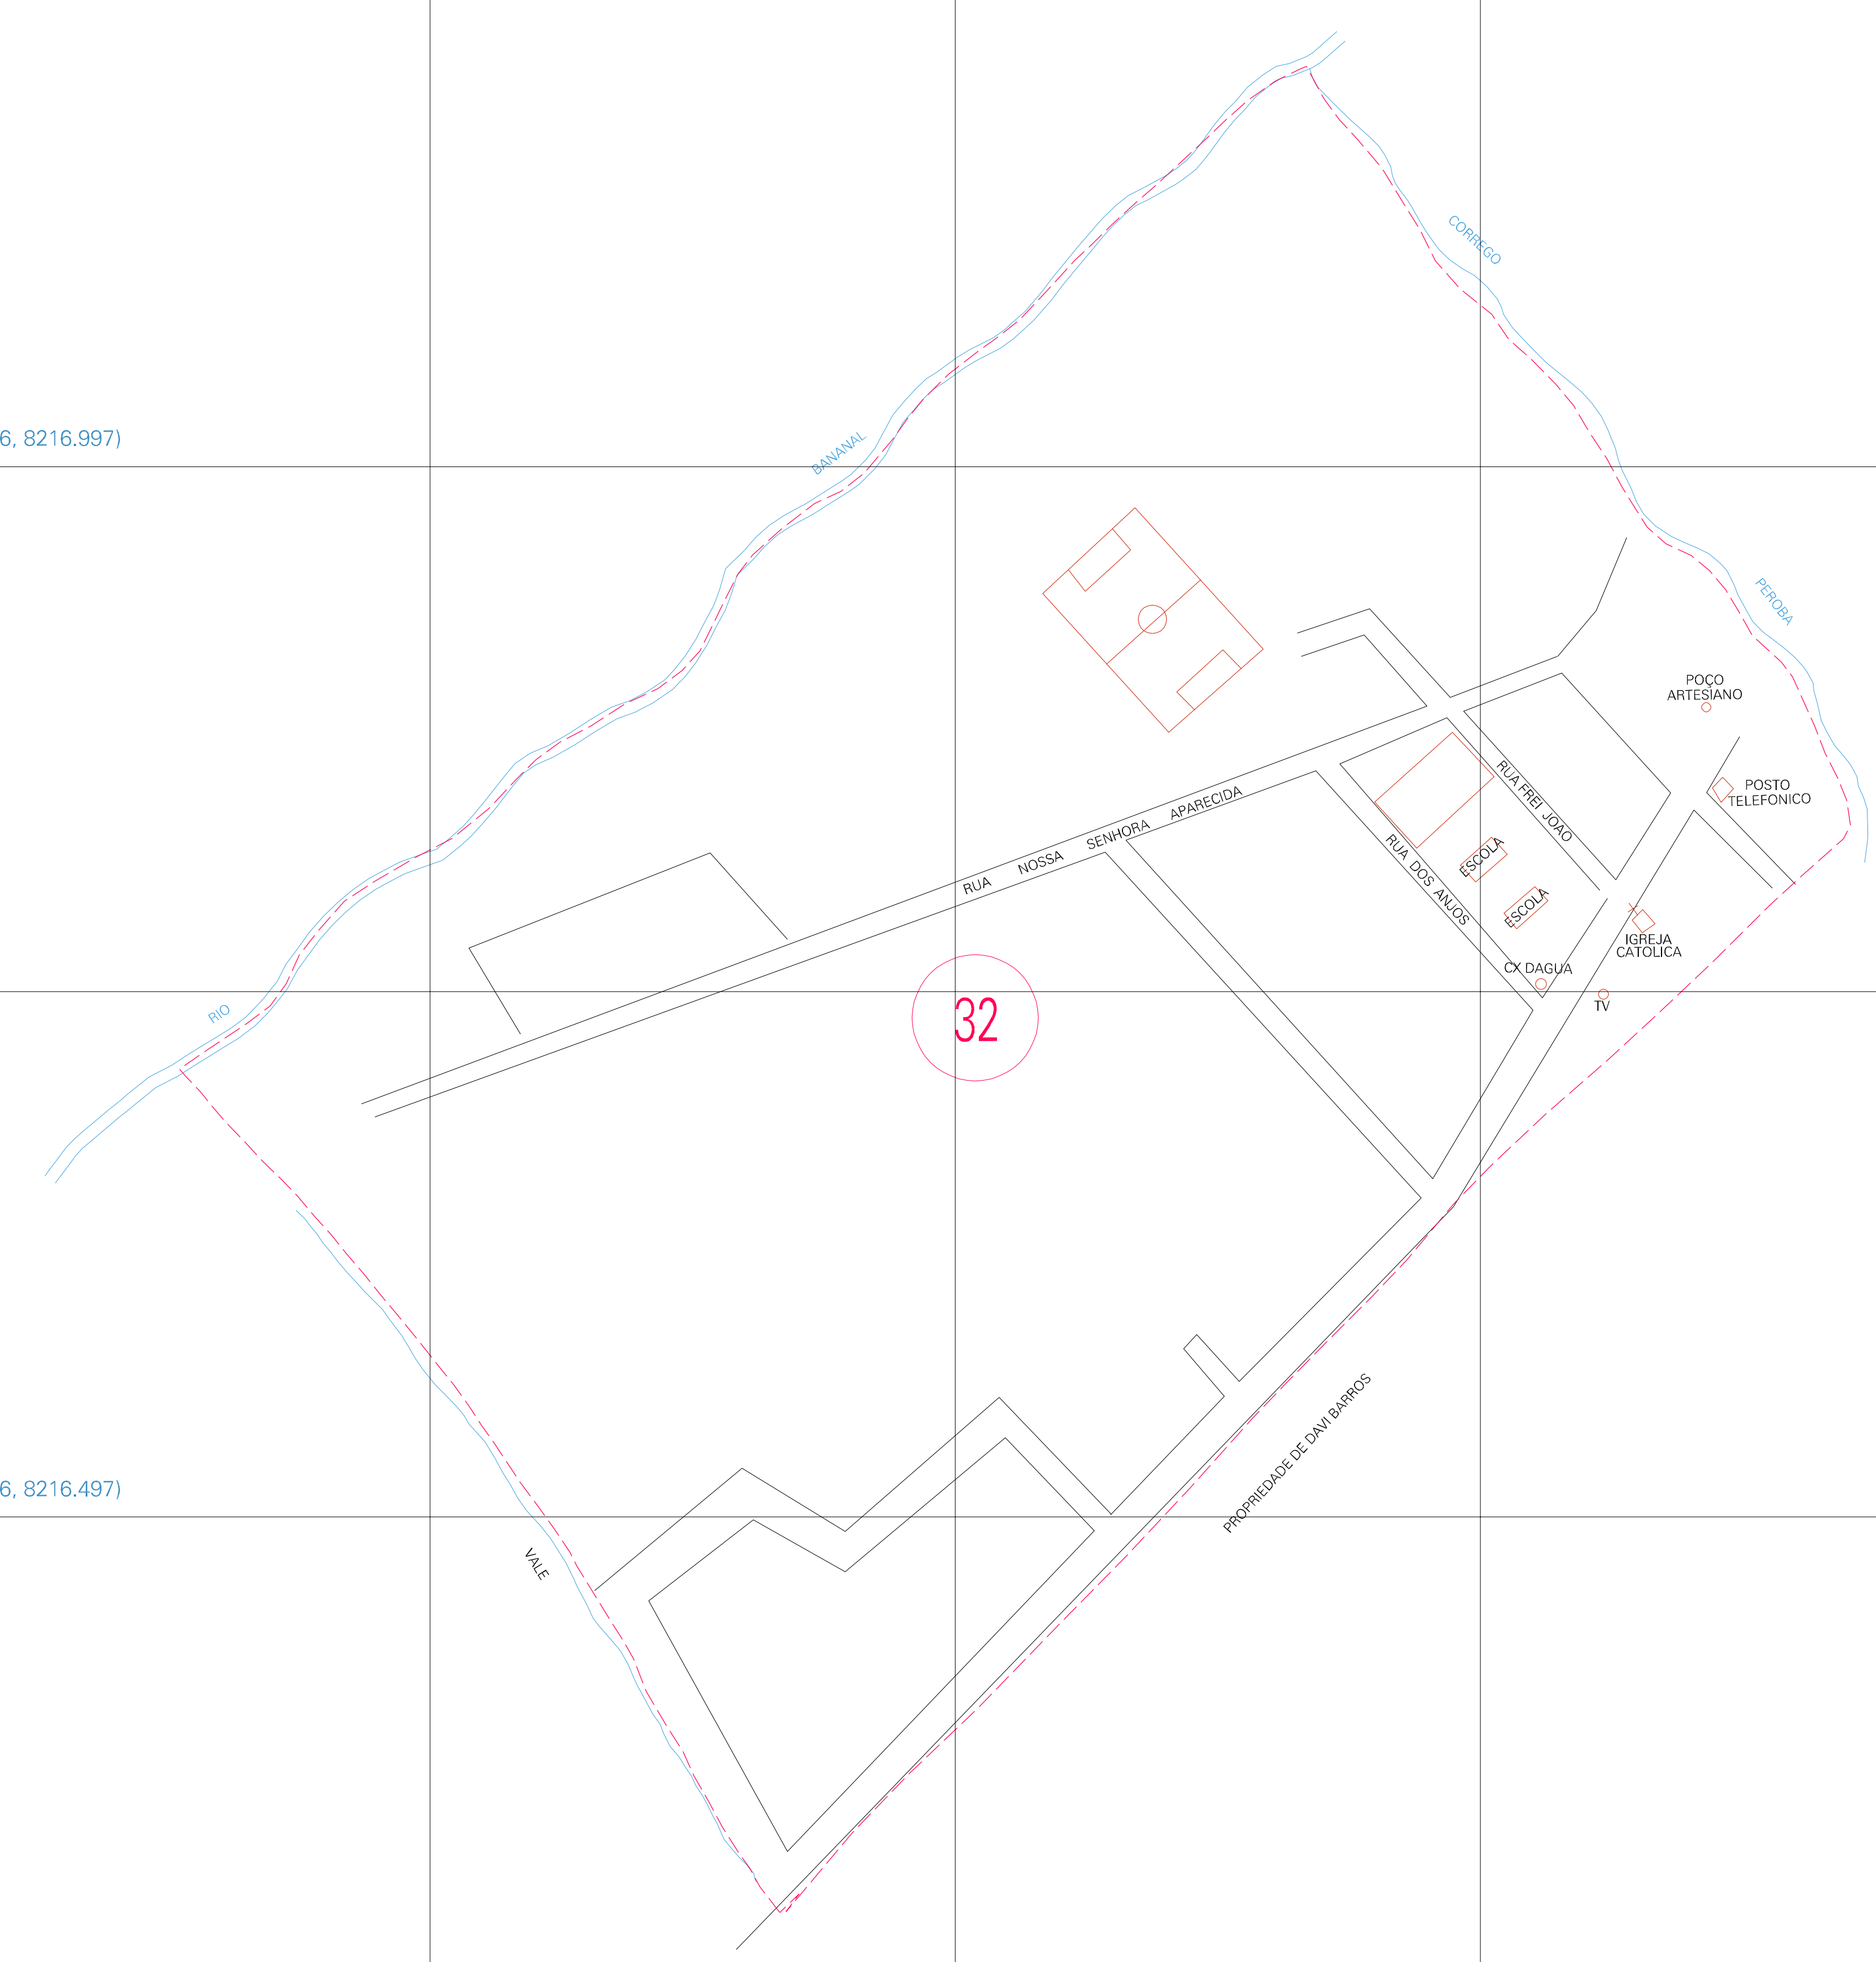 CORREGO
6, 8216.997)
BANANAL
PEROBA
POÇO
ARTESIANO
POSTO
TELEFONICO
RUA FREI JOAO
RUA NOSSA SENHORA APARECIDA
RUA DOS ANJOS
ESCOLA
ESCOLA
IGREJA
CATOLICA
CX DAGUA
TV
RIO
32
PROPRIEDADE DE DAVI BARROS
6, 8216.497)
VALE